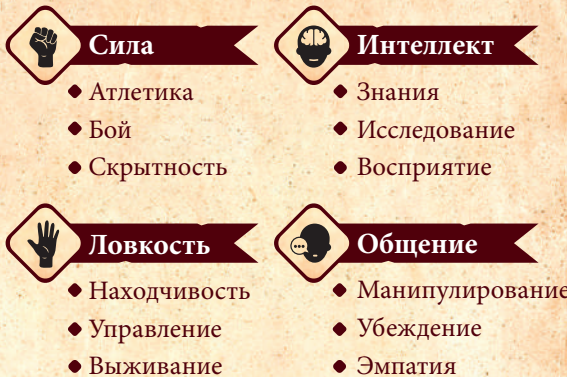 Сила
Атлетика
Бой
Скрытность
Интеллект
Знания
Исследование
Восприятие
Ловкость
Находчивость
Управление
Выживание
Общение
Манипулирование
Убеждение
Эмпатия